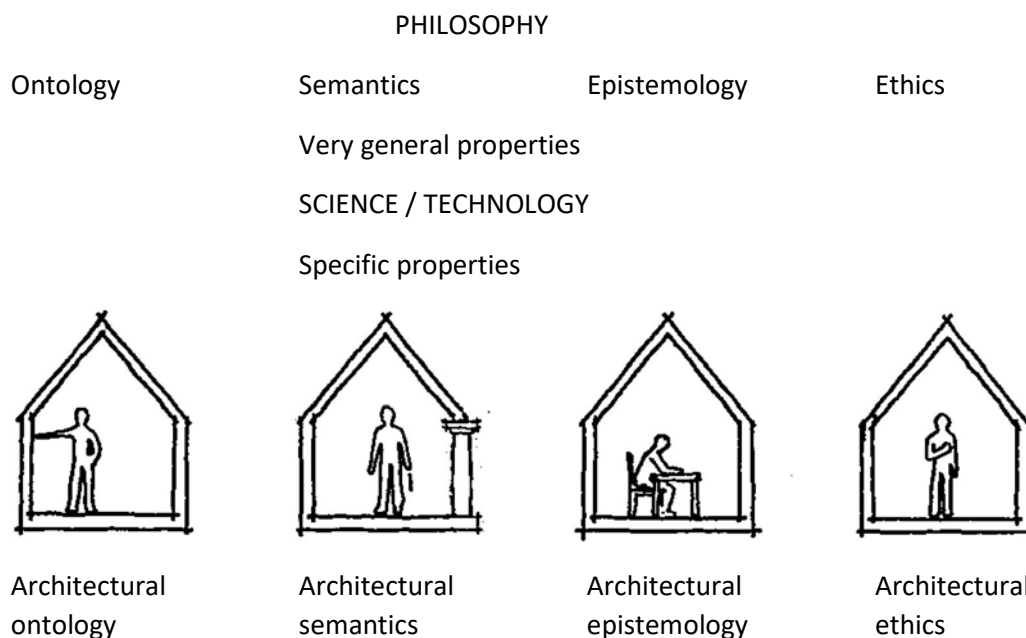 PHILOSOPHY
Ontology Semantics Epistemology Ethics
Very general properties
SCIENCE / TECHNOLOGY
Specific properties
Architectural Architectural Architectural Architectural
ontology semantics epistemology ethics